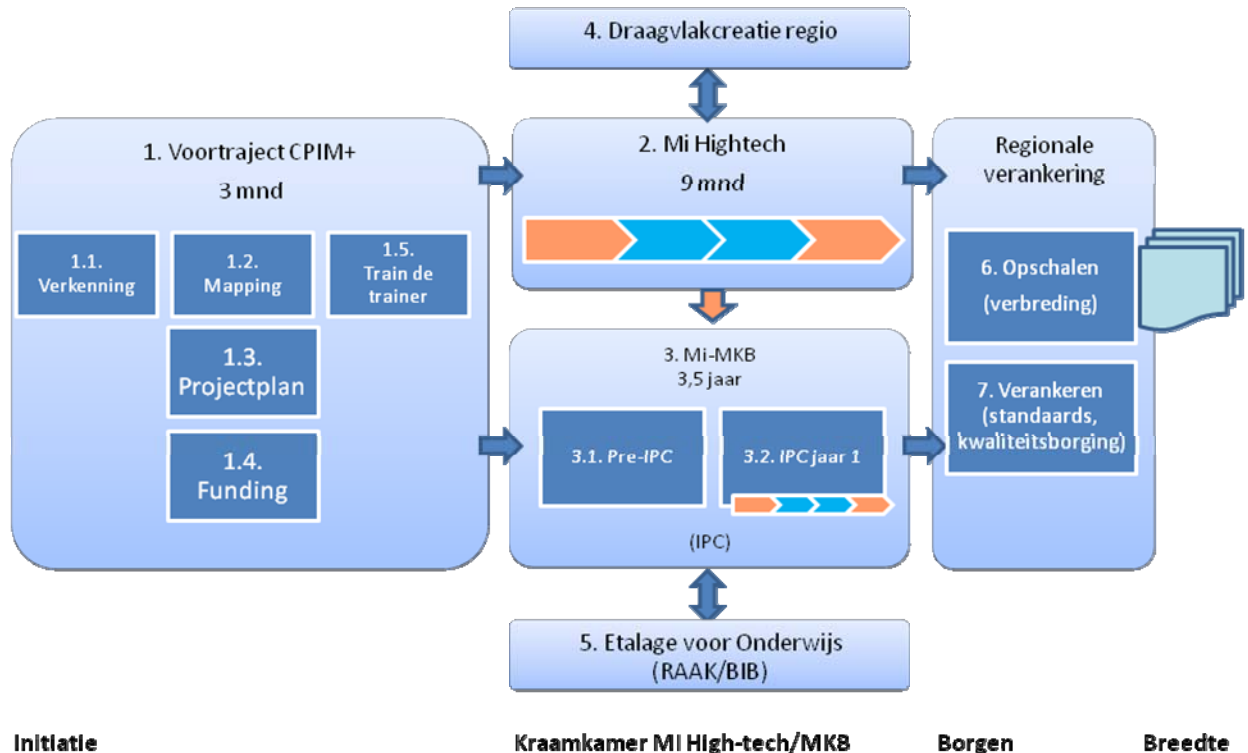 4. Draagvlakcreatie regio
1. Voortraject CPIM+
3 mnd
1.1.
Verkenning
1.2.
Mapping
1.5.
Train de
trainer
1.3.
Projectplan
1.4.
Funding
2. Mi Hightech
9 mnd
3. Mi-MKB
3,5 jaar
3.1. Pre-IPC
3.2. IPC jaar 1
(IPC)
5. Etalage voor Onderwijs
(RAAK/BIB)
Regionale
verankering
6. Opschalen
(verbreding)
7. Verankeren
(standaards,
kwaliteitsborging)
Initiatie
Kraamkamer MI High-tech/MKB
Borgen
Breedte